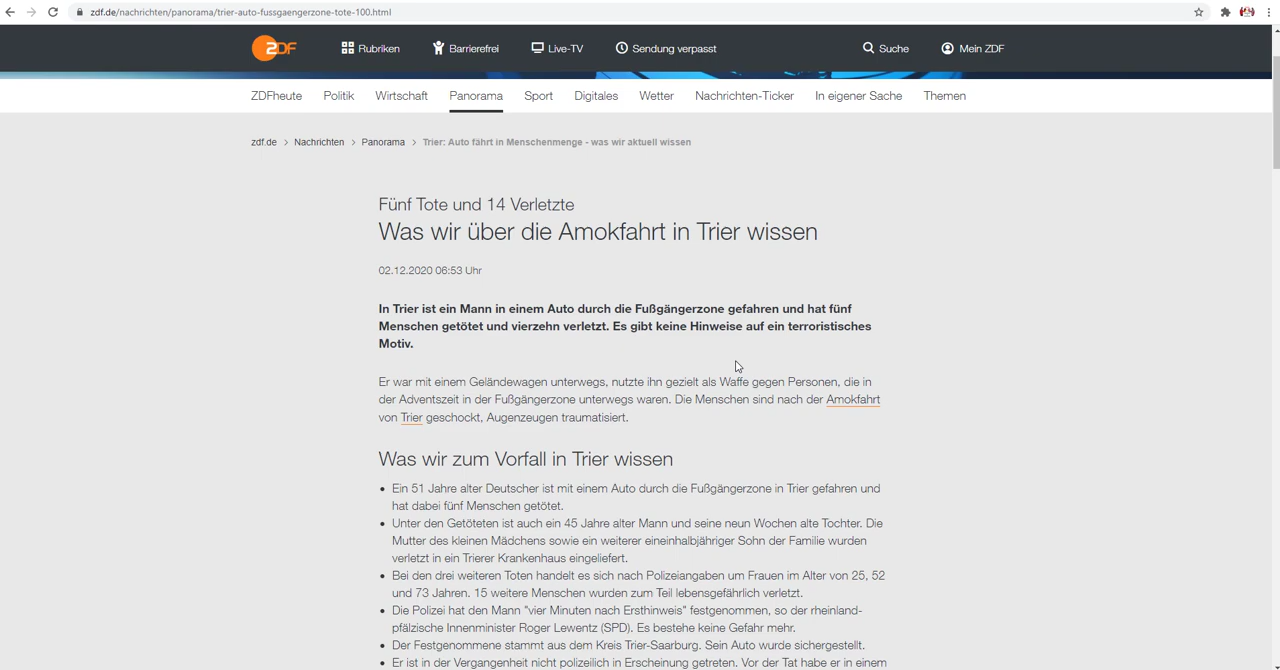 zdf.de/nachrichten/panorama/trier-auto-fussgaengerzone-tote-100.html
ZDF Rubriken Barrierefrei Live-TV Sendung verpasst Suche Mein ZDF
ZDFheute Politik Wirtschaft Panorama Sport Digitales Wetter Nachrichten-Ticker In eigener Sache Themen
zdf.de > Nachrichten > Panorama > Trier: Auto fährt in Menschenmenge - was wir aktuell wissen
Fünf Tote und 14 Verletzte
Was wir über die Amokfahrt in Trier wissen
02.12.2020 06:53 Uhr
In Trier ist ein Mann in einem Auto durch die Fußgängerzone gefahren und hat fünf
Menschen getötet und vierzehn verletzt. Es gibt keine Hinweise auf ein terroristisches
Motiv.
Er war mit einem Geländewagen unterwegs, nutzte ihn gezielt als Waffe gegen Personen, die in
der Adventszeit in der Fußgängerzone unterwegs waren. Die Menschen sind nach der Amokfahrt
von Trier geschockt, Augenzeugen traumatisiert.
Was wir zum Vorfall in Trier wissen
• Ein 51 Jahre alter Deutscher ist mit einem Auto durch die Fußgängerzone in Trier gefahren und
hat dabei fünf Menschen getötet.
• Unter den Getöteten ist auch ein 45 Jahre alter Mann und seine neun Wochen alte Tochter. Die
Mutter des kleinen Mädchens sowie ein weiterer eineinhalbjähriger Sohn der Familie wurden
verletzt in ein Trierer Krankenhaus eingeliefert.
• Bei den drei weiteren Toten handelt es sich nach Polizeiangaben um Frauen im Alter von 25, 52
und 73 Jahren. 15 weitere Menschen wurden zum Teil lebensgefährlich verletzt.
• Die Polizei hat den Mann "vier Minuten nach Ersthinweis" festgenommen, so der rheinland-
pfälzische Innenminister Roger Lewentz (SPD). Es bestehe keine Gefahr mehr.
• Der Festgenommene stammt aus dem Kreis Trier-Saarburg. Sein Auto wurde sichergestellt.
• Er ist in der Vergangenheit nicht polizeilich in Erscheinung getreten. Vor der Tat habe er in einem